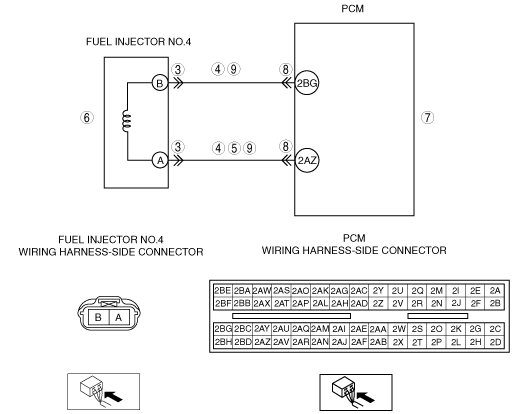 PCM
FUEL INJECTOR NO.4
B 3 4 9 8 2BG
6 7
A 3 4 5 9 8 2AZ
FUEL INJECTOR NO.4
WIRING HARNESS-SIDE CONNECTOR
B A
PCM
WIRING HARNESS-SIDE CONNECTOR
2BE 2BA 2AW 2AS 2AO 2AK 2AG 2AC 2Y 2U 2Q 2M 2I 2E 2A
2BF 2BB 2AX 2AT 2AP 2AL 2AH 2AD 2Z 2V 2R 2N 2J 2F 2B
2BG 2BC 2AY 2AU 2AQ 2AM 2AI 2AE 2AA 2W 2S 2O 2K 2G 2C
2BH 2BD 2AZ 2AV 2AR 2AN 2AJ 2AF 2AB 2X 2T 2P 2L 2H 2D